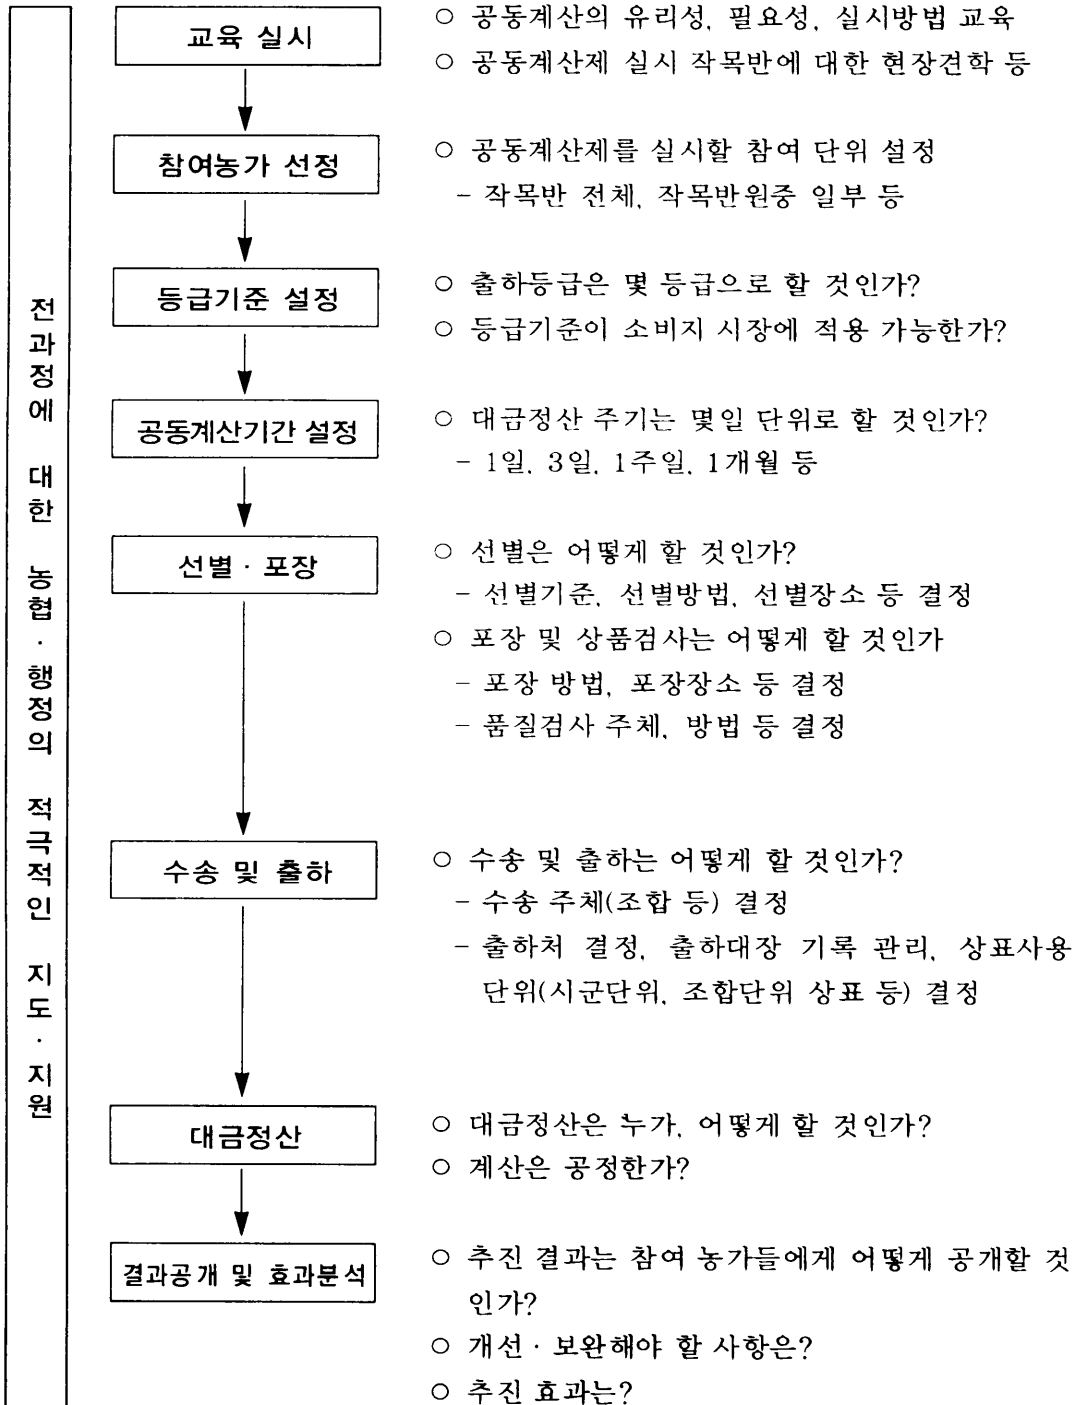 전과정에 대한 농협·행정의 적극적인 지도·지원
교육 실시
○ 공동계산의 유리성, 필요성, 실시방법 교육
○ 공동계산제 실시 작목반에 대한 현장견학 등
참여농가 선정
○ 공동계산제를 실시할 참여 단위 설정
- 작목반 전체, 작목반원중 일부 등
등급기준 설정
○ 출하등급은 몇 등급으로 할 것인가?
○ 등급기준이 소비지 시장에 적용 가능한가?
공동계산기간 설정
○ 대금정산 주기는 몇일 단위로 할 것인가?
- 1일, 3일, 1주일, 1개월 등
선별 · 포장
○ 선별은 어떻게 할 것인가?
- 선별기준, 선별방법, 선별장소 등 결정
○ 포장 및 상품검사는 어떻게 할 것인가
- 포장 방법, 포장장소 등 결정
- 품질검사 주체, 방법 등 결정
수송 및 출하
○ 수송 및 출하는 어떻게 할 것인가?
- 수송 주체(조합 등) 결정
- 출하처 결정, 출하대장 기록 관리, 상표사용
단위(시군단위, 조합단위 상표 등) 결정
대금정산
○ 대금정산은 누가, 어떻게 할 것인가?
○ 계산은 공정한가?
결과공개 및 효과분석
○ 추진 결과는 참여 농가들에게 어떻게 공개할 것
인가?
○ 개선 · 보완해야 할 사항은?
○ 추진 효과는?